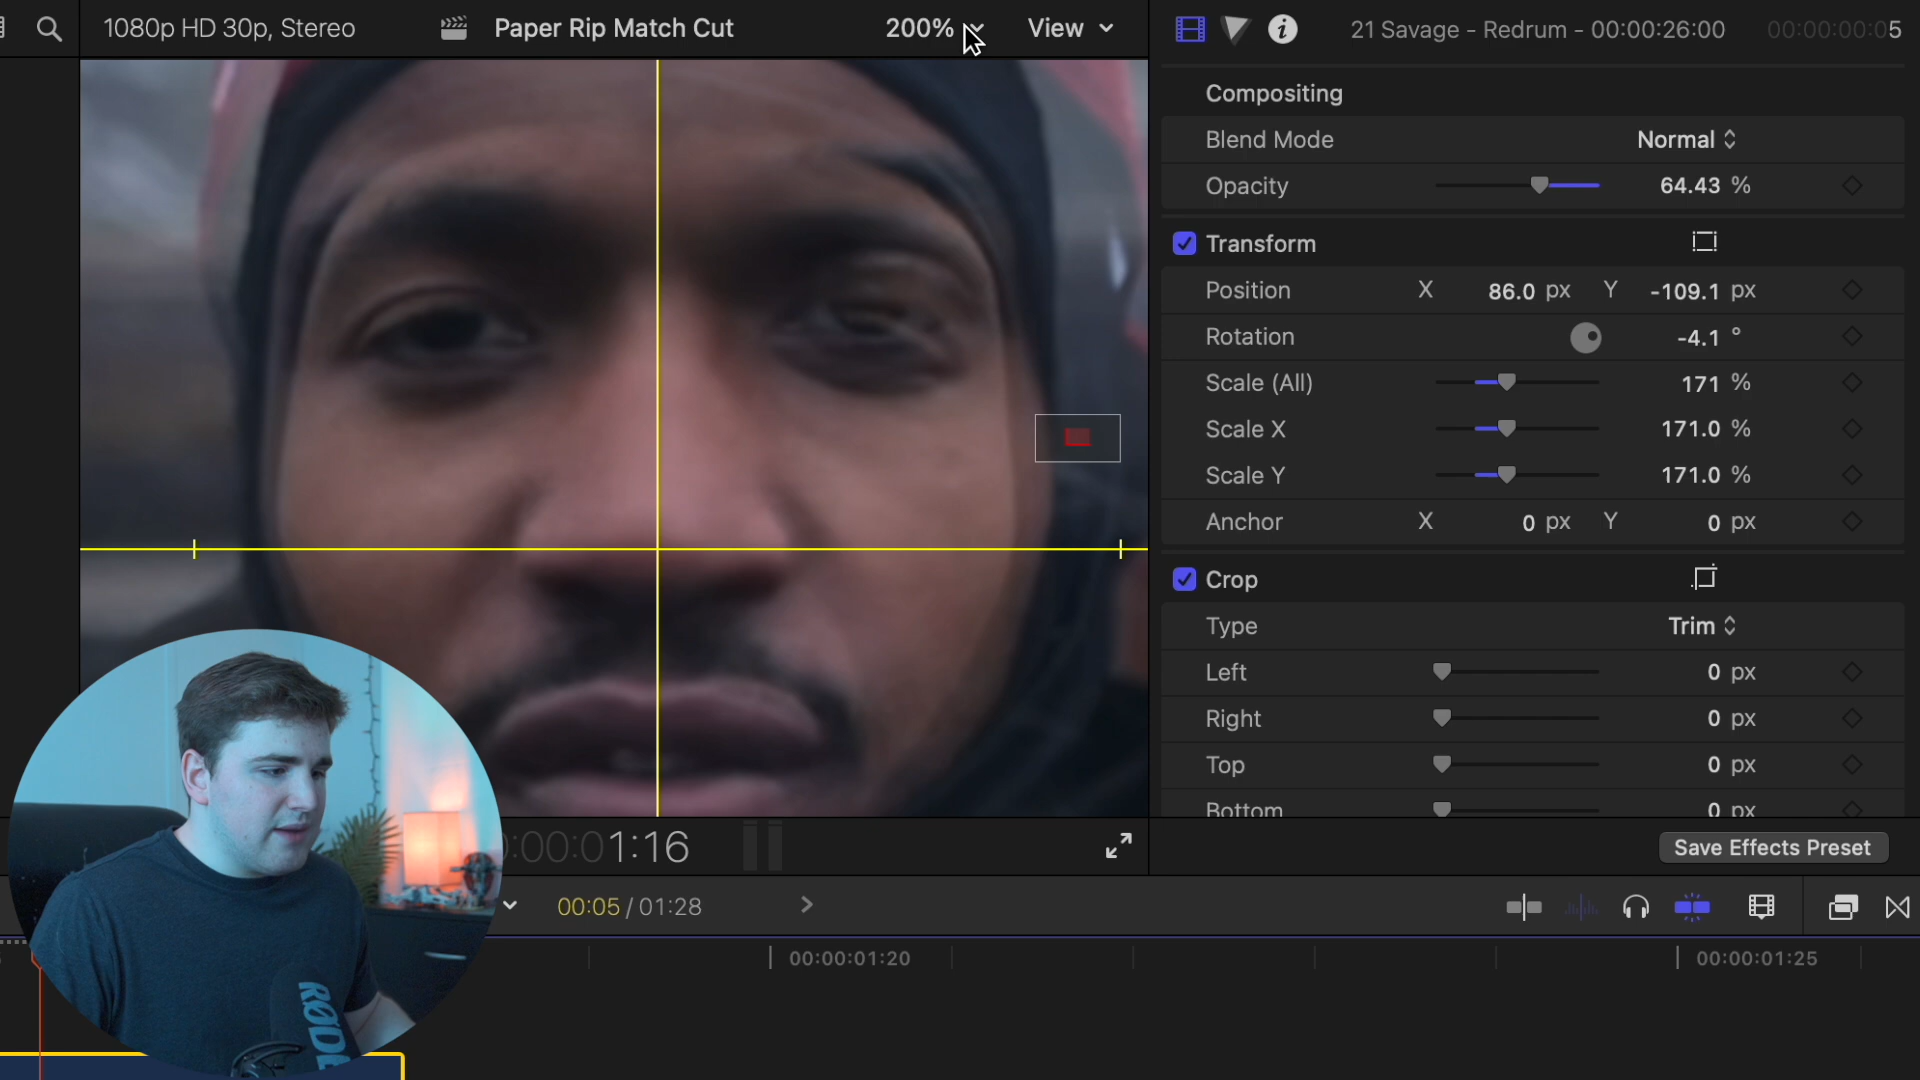 1080p HD 30p, Stereo
Paper Rip Match Cut
200%
View
21 Savage - Redrum - 00:00:26:00
00:00:00:05
Compositing
Blend Mode
Normal
Opacity
64.43 %
Transform
Position
X 86.0 px Y -109.1 px
Rotation
-4.1 °
Scale (All)
171 %
Scale X
171.0 %
Scale Y
171.0 %
Anchor
X 0 px Y 0 px
Crop
Type
Trim
Left
0 px
Right
0 px
Top
0 px
Bottom
0 px
:00:01:16
Save Effects Preset
00:05 / 01:28
00:00:01:20
00:00:01:25
RØDE